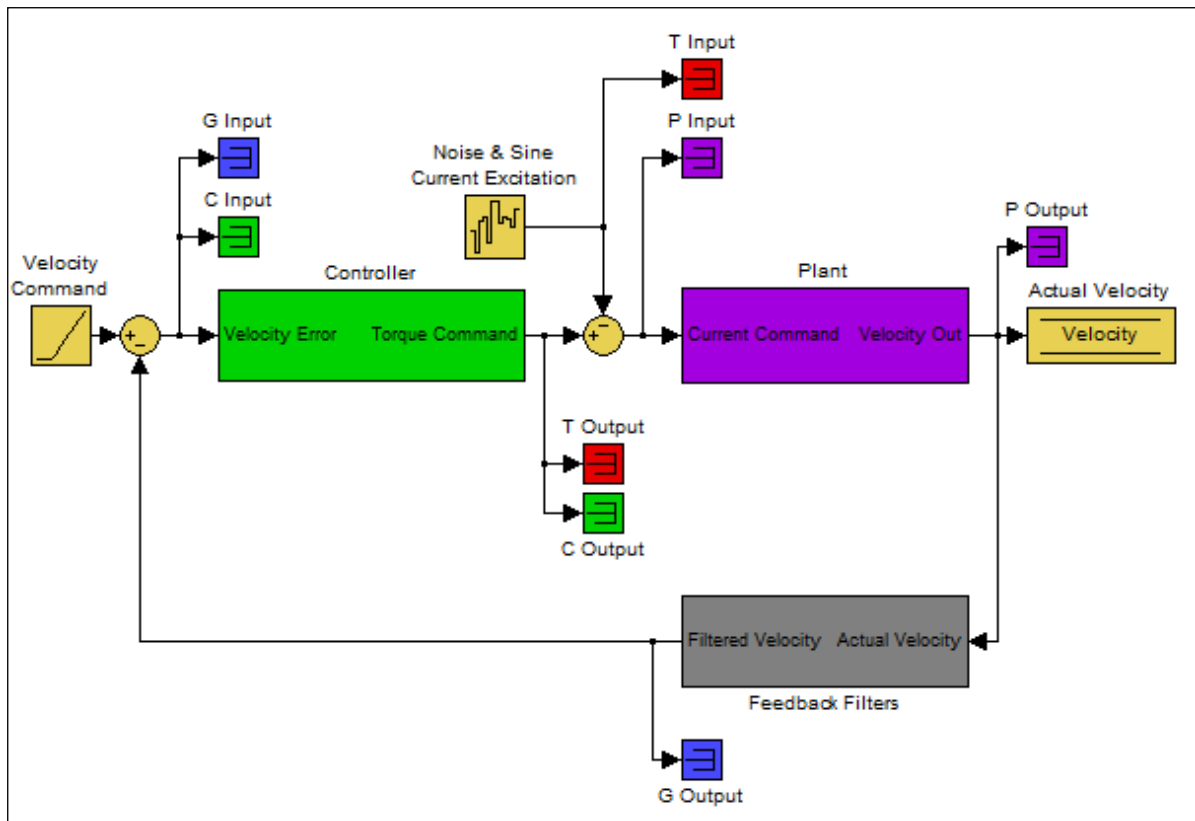 T Input
G Input
P Input
Noise & Sine
Current Excitation
C Input
P Output
Velocity
Command
Controller
Plant
Actual Velocity
+
-
Velocity Error
Torque Command
-
+
Current Command
Velocity Out
Velocity
T Output
C Output
Filtered Velocity
Actual Velocity
Feedback Filters
G Output